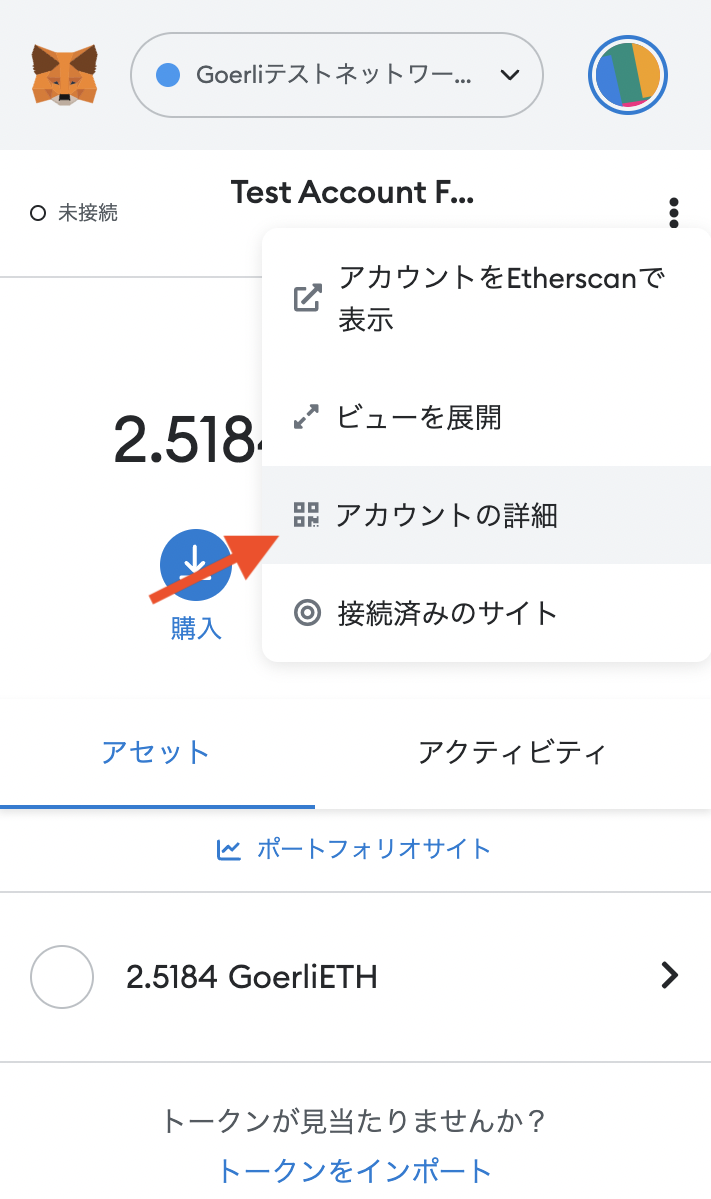 Goerliテストネットワー...
Test Account F...
未接続
アカウントをEtherscanで
表示
ビューを展開
2.5184
アカウントの詳細
購入
接続済みのサイト
アセット
アクティビティ
ポートフォリオサイト
2.5184 GoerliETH
トークンが見当たりませんか？
トークンをインポート